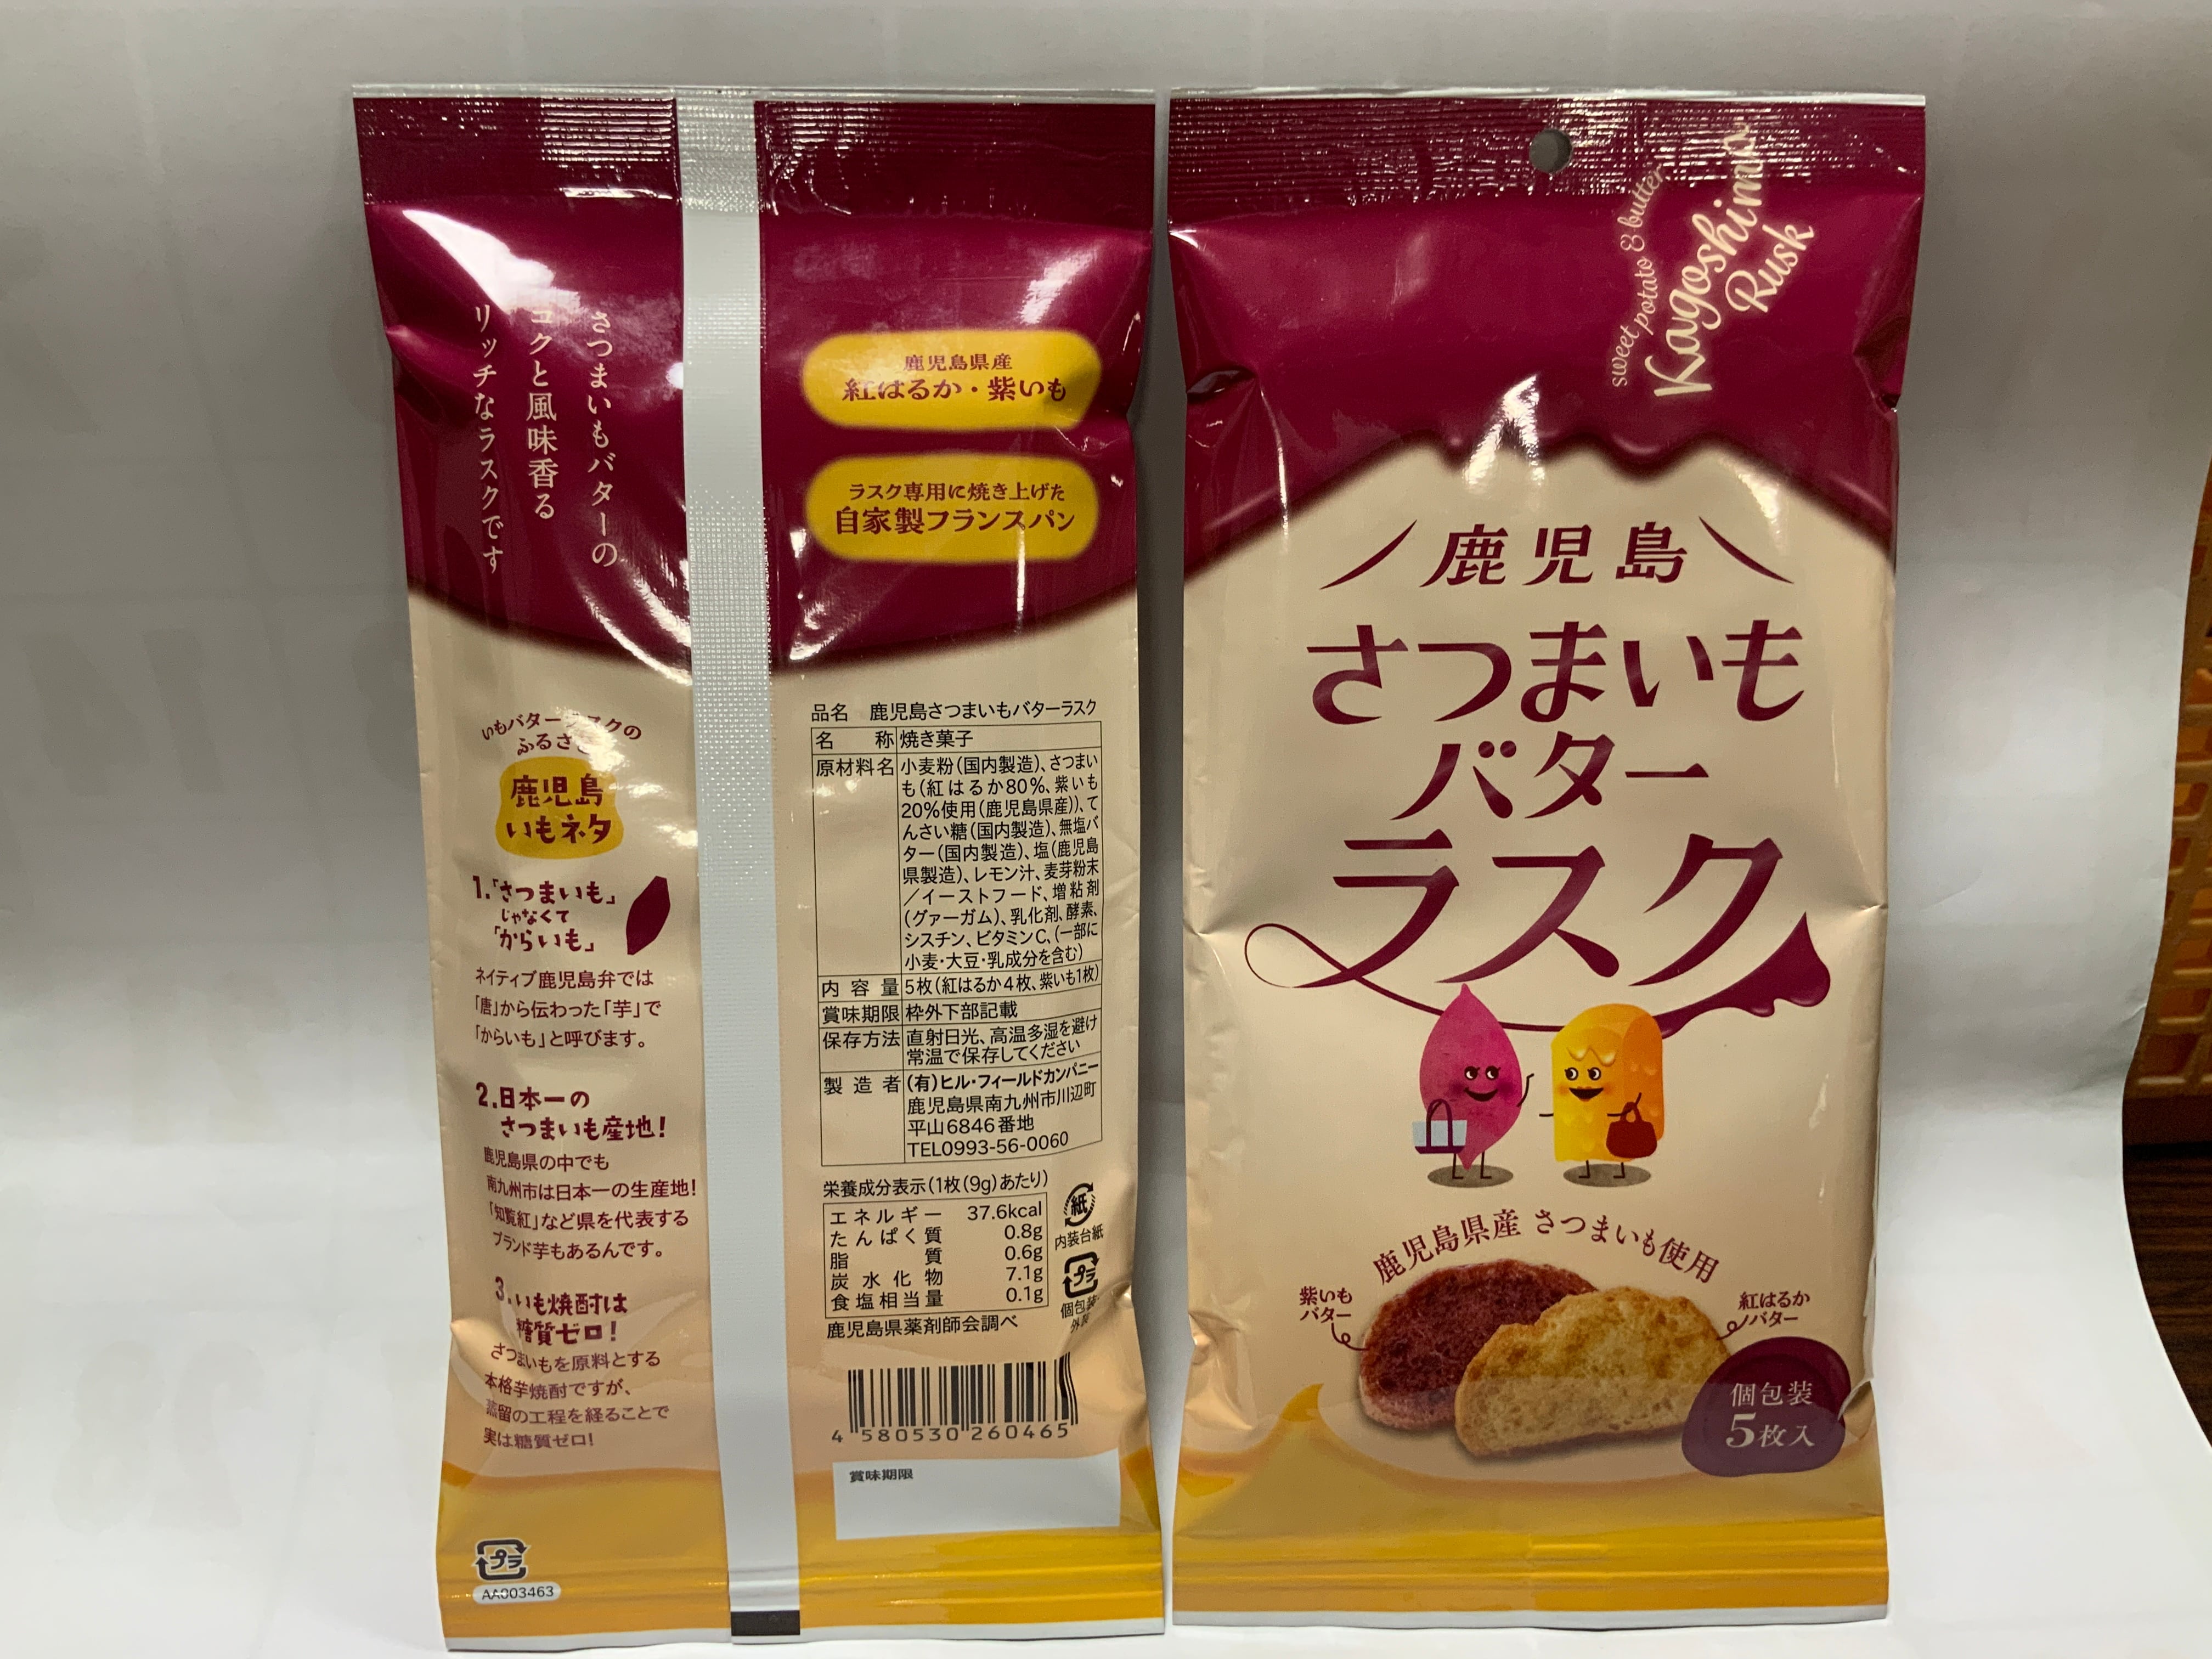 さつまいもバターの
コクと風味香る
リッチなラスクです
鹿児島県産
紅はるか・紫いも
ラスク専用に焼き上げた
自家製フランスパン
いもバターラスクの
ふるさと
鹿児島
いもネタ
1.「さつまいも」
じゃなくて
「からいも」
ネイティブ鹿児島弁では
「唐」から伝わった「芋」で
「からいも」と呼びます。
2.日本一の
さつまいも産地!
鹿児島県の中でも
南九州市は日本一の生産地!
「知覧紅」など県を代表する
ブランド芋もあるんです。
3.いも焼酎は
糖質ゼロ!
さつまいもを原料とする
本格芋焼酎ですが、
蒸留の工程を経ることで
実は糖質ゼロ!
プラ
AA003463
品名 鹿児島さつまいもバターラスク
名称 焼き菓子
原材料名 小麦粉(国内製造)、さつまい
も(紅はるか80%、紫いも
20%使用(鹿児島県産))、て
んさい糖(国内製造)、無塩バ
ター(国内製造)、塩(鹿児島
県製造)、レモン汁、麦芽粉末
/イーストフード、増粘剤
(グァーガム)、乳化剤、酵素、
シスチン、ビタミンC、(一部に
小麦・大豆・乳成分を含む)
内容量 5枚(紅はるか4枚、紫いも1枚)
賞味期限 枠外下部記載
保存方法 直射日光、高温多湿を避け
常温で保存してください
製造者 (有)ヒル・フィールドカンパニー
鹿児島県南九州市川辺町
平山6846番地
TEL0993-56-0060
栄養成分表示(1枚(9g)あたり)
エネルギー 37.6kcal
たんぱく質 0.8g
脂質 0.6g
炭水化物 7.1g
食塩相当量 0.1g
鹿児島県薬剤師会調べ
紙
内装台紙
プラ
個包装
外装
4 580530 260465
賞味期限
sweet potato & butter
Kagoshima
Rusk
鹿児島
さつまいも
バター
ラスク
鹿児島県産 さつまいも使用
紫いも
バター
紅はるか
バター
個包装
5枚入